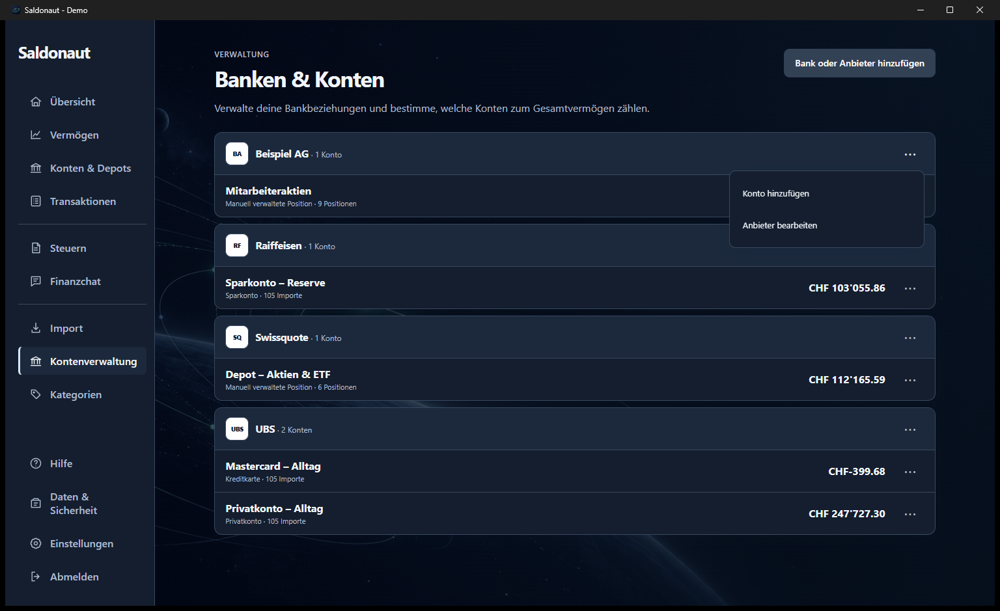 Saldonaut - Demo
Saldonaut
Übersicht
Vermögen
Konten & Depots
Transaktionen
Steuern
Finanzchat
Import
Kontenverwaltung
Kategorien
Hilfe
Daten &
Sicherheit
Einstellungen
Abmelden
VERWALTUNG
Banken & Konten
Verwalte deine Bankbeziehungen und bestimme, welche Konten zum Gesamtvermögen zählen.
Bank oder Anbieter hinzufügen
BA Beispiel AG · 1 Konto
Mitarbeiteraktien
Manuell verwaltete Position · 9 Positionen
Konto hinzufügen
Anbieter bearbeiten
RF Raiffeisen · 1 Konto
Sparkonto – Reserve
Sparkonto · 105 Importe
CHF 103'055.86
SQ Swissquote · 1 Konto
Depot – Aktien & ETF
Manuell verwaltete Position · 6 Positionen
CHF 112'165.59
UBS UBS · 2 Konten
Mastercard – Alltag
Kreditkarte · 105 Importe
CHF-399.68
Privatkonto – Alltag
Privatkonto · 105 Importe
CHF 247'727.30